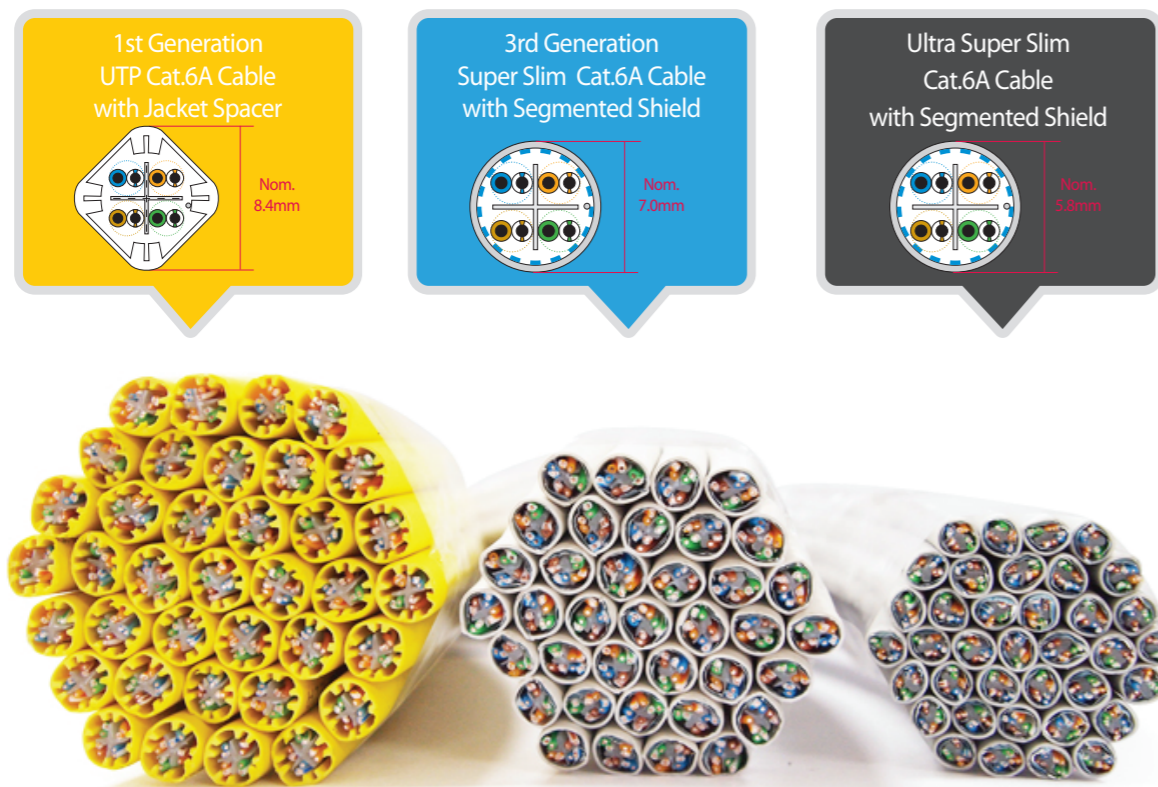 1st Generation
UTP Cat.6A Cable
with Jacket Spacer
Nom.
8.4mm
3rd Generation
Super Slim Cat.6A Cable
with Segmented Shield
Nom.
7.0mm
Ultra Super Slim
Cat.6A Cable
with Segmented Shield
Nom.
5.8mm